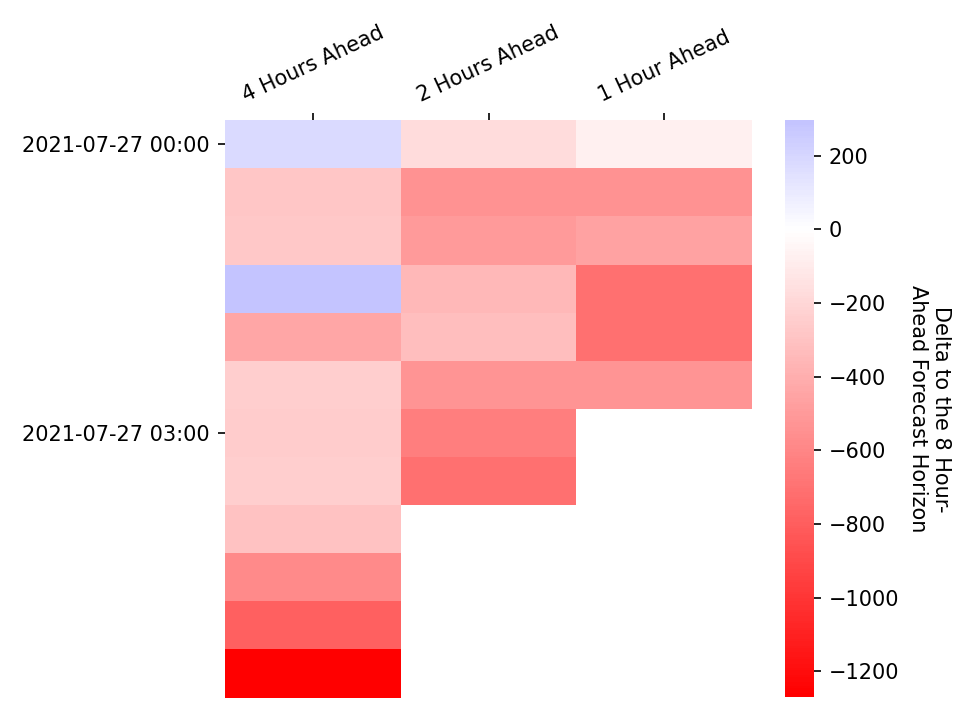 4 Hours Ahead
2 Hours Ahead
1 Hour Ahead
2021-07-27 00:00
2021-07-27 03:00
200
0
−200
−400
−600
−800
−1000
−1200
Delta to the 8 Hour-
Ahead Forecast Horizon